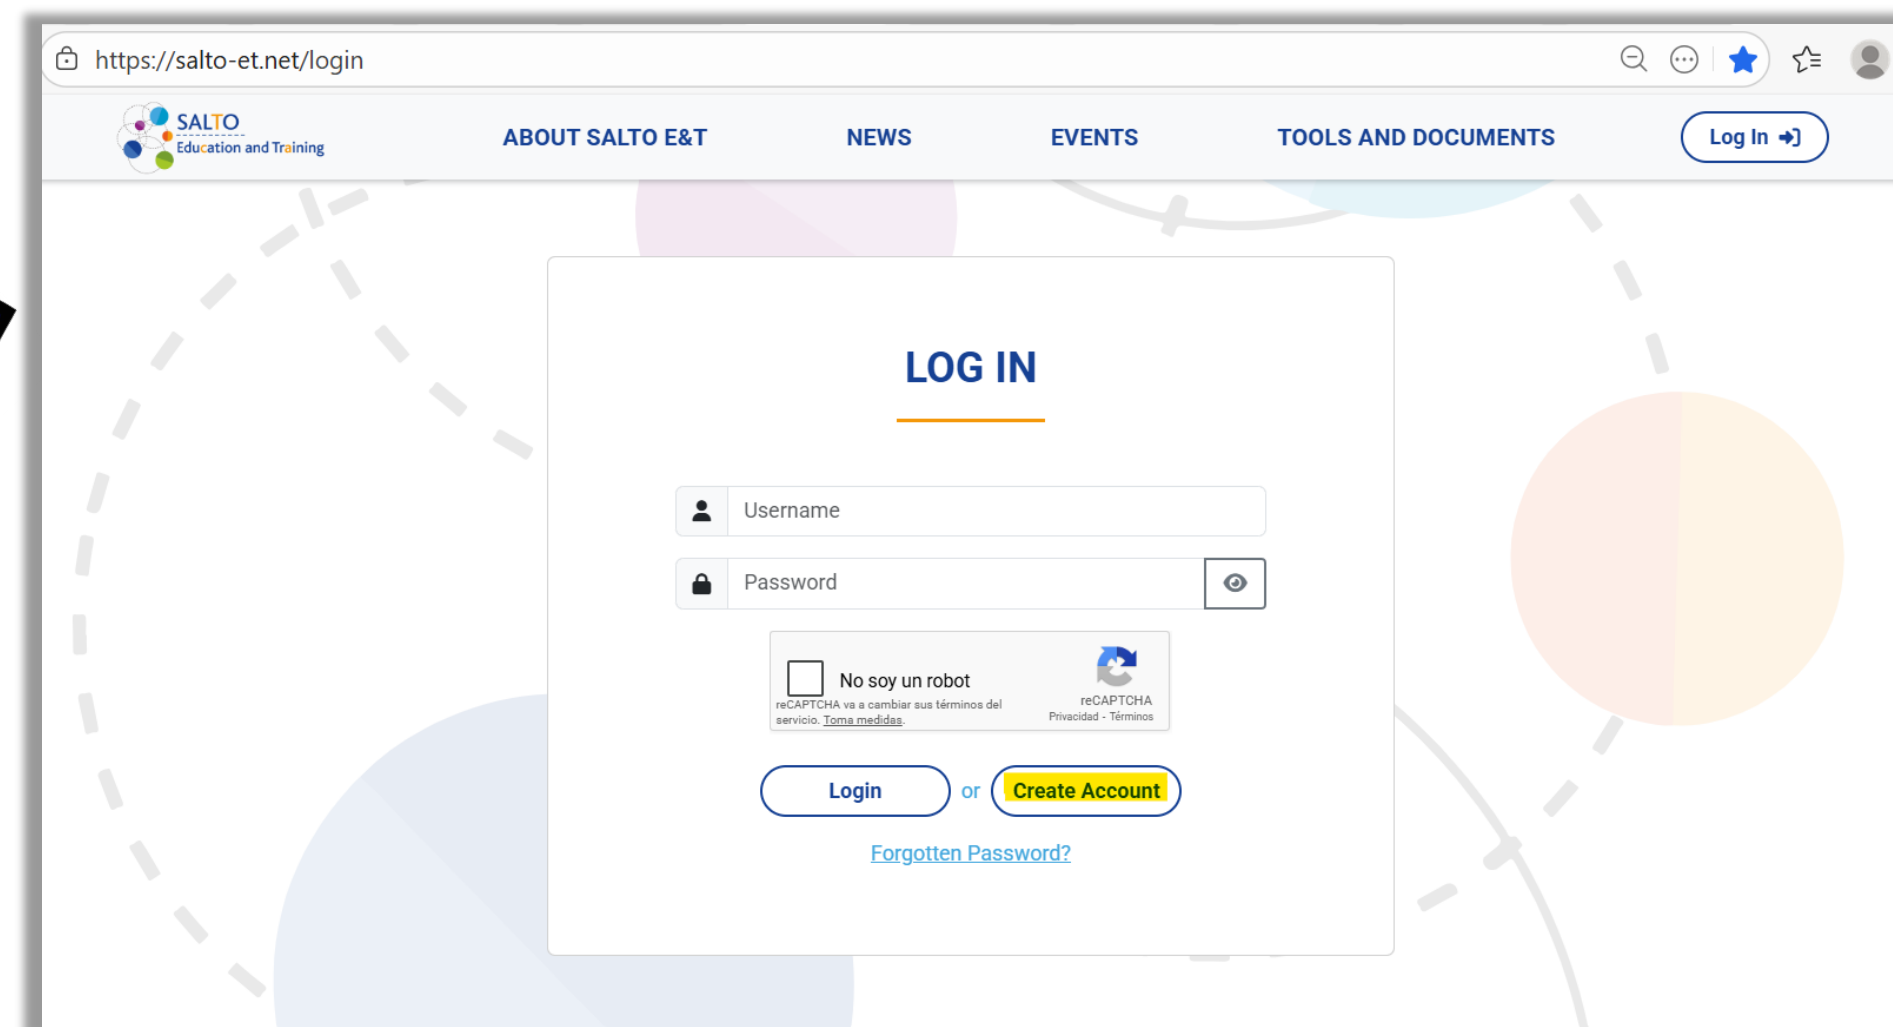 https://salto-et.net/login
SALTO
Education and Training
ABOUT SALTO E&T
NEWS
EVENTS
TOOLS AND DOCUMENTS
Log In
LOG IN
Username
Password
No soy un robot
reCAPTCHA va a cambiar sus términos del
servicio. Toma medidas.
reCAPTCHA
Privacidad - Términos
Login
or
Create Account
Forgotten Password?